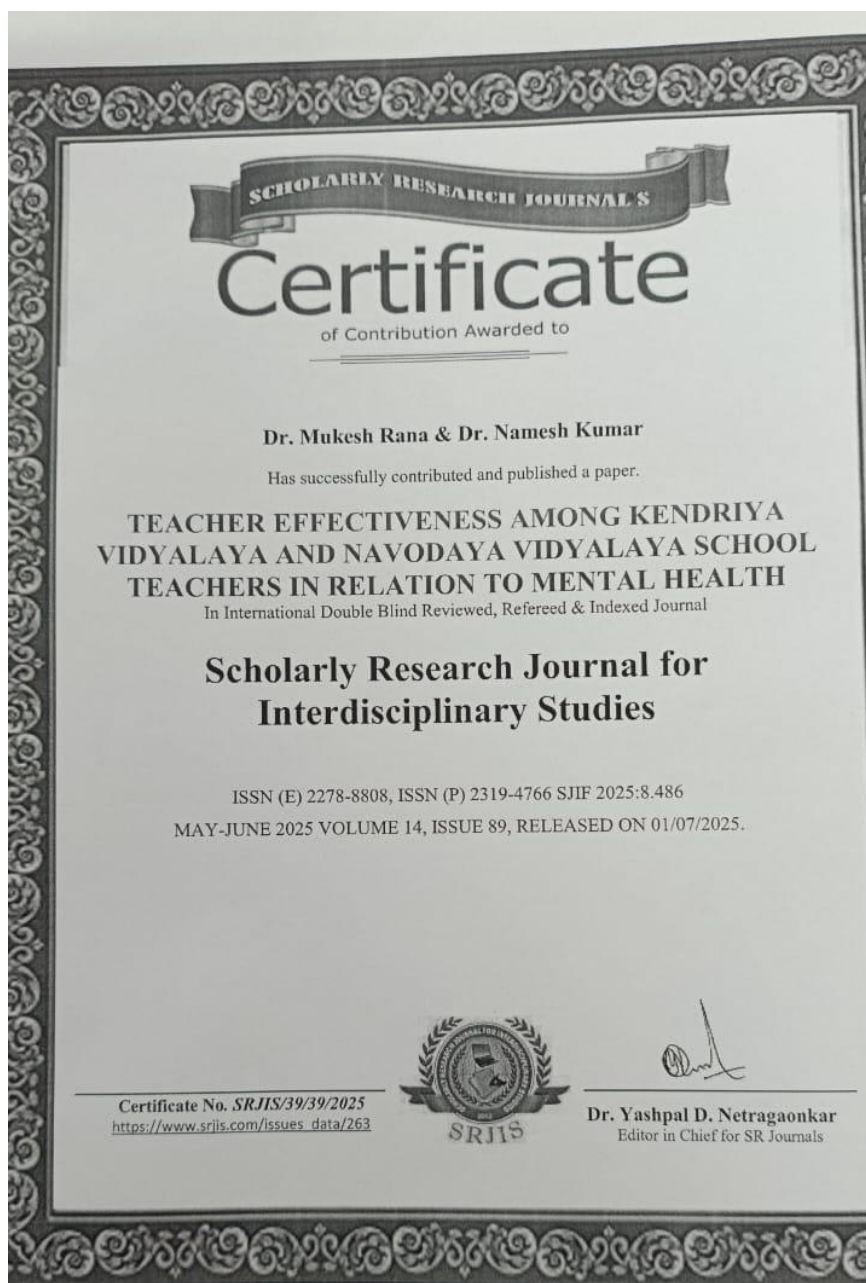 SCHOLARLY RESEARCH JOURNAL'S
Certificate
of Contribution Awarded to
Dr. Mukesh Rana & Dr. Namesh Kumar
Has successfully contributed and published a paper.
TEACHER EFFECTIVENESS AMONG KENDRIYA
VIDYALAYA AND NAVODAYA VIDYALAYA SCHOOL
TEACHERS IN RELATION TO MENTAL HEALTH
In International Double Blind Reviewed, Refereed & Indexed Journal
Scholarly Research Journal for
Interdisciplinary Studies
ISSN (E) 2278-8808, ISSN (P) 2319-4766 SJIF 2025:8.486
MAY-JUNE 2025 VOLUME 14, ISSUE 89, RELEASED ON 01/07/2025.
Certificate No. SRJIS/39/39/2025
https://www.srjis.com/issues_data/263
SRJIS
Dr. Yashpal D. Netragaonkar
Editor in Chief for SR Journals